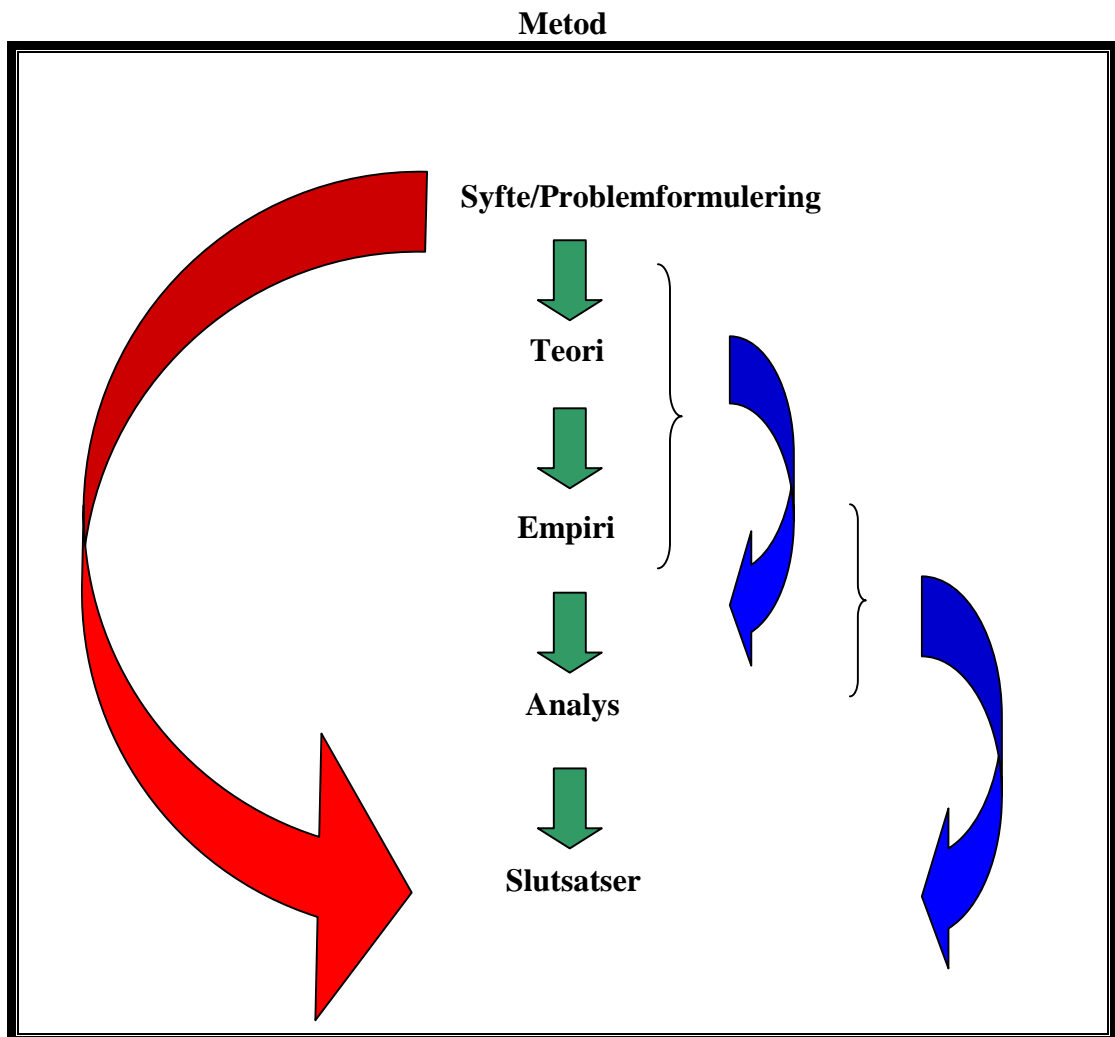 Metod
Syfte/Problemformulering
Teori
Empiri
Analys
Slutsatser